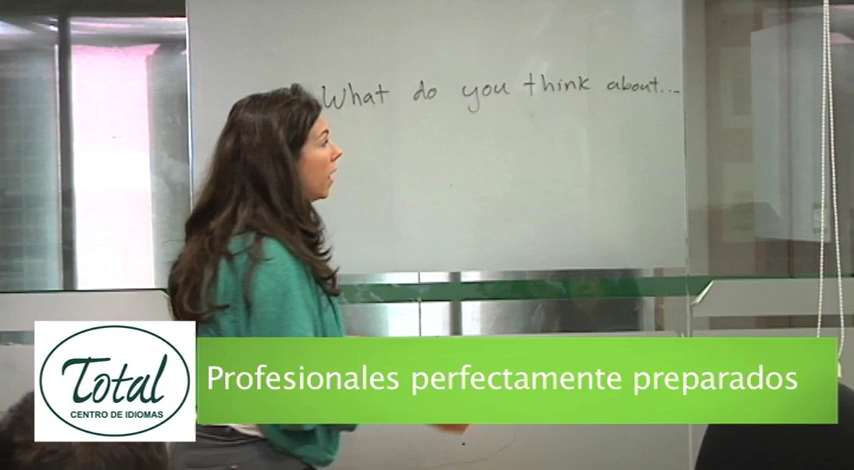 What do you think about...
Total
CENTRO DE IDIOMAS
Profesionales perfectamente preparados